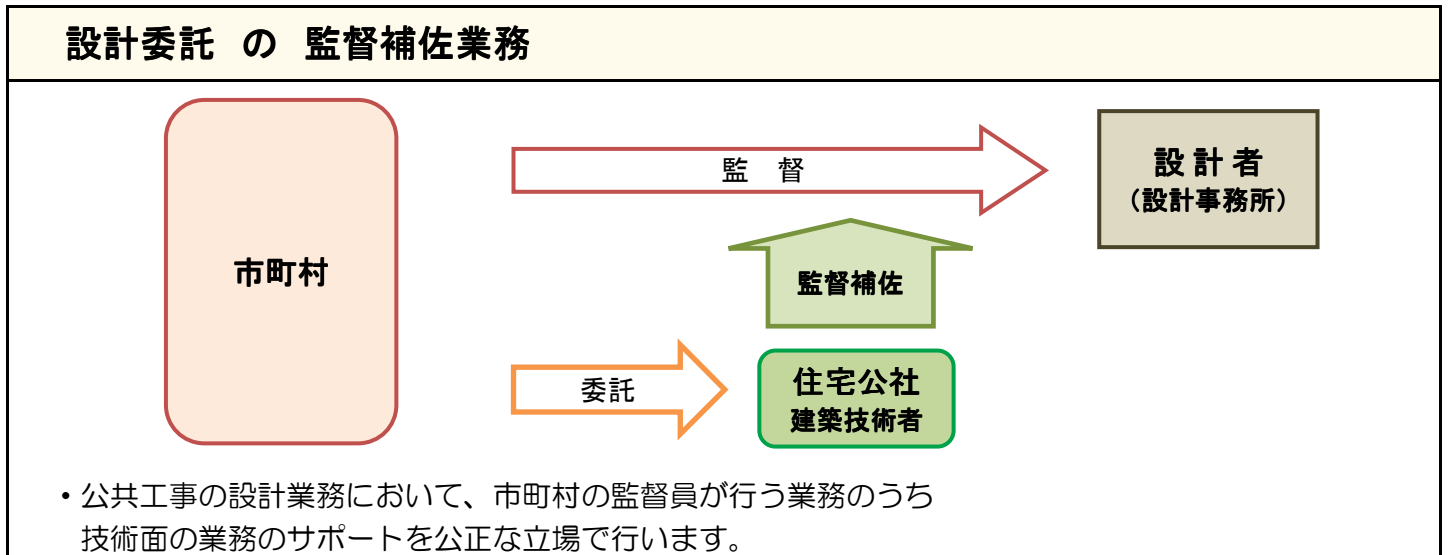 設計委託 の 監督補佐業務
市町村
監 督
設 計 者
（設計事務所）
監督補佐
委託
住宅公社
建築技術者
・公共工事の設計業務において、市町村の監督員が行う業務のうち
技術面の業務のサポートを公正な立場で行います。